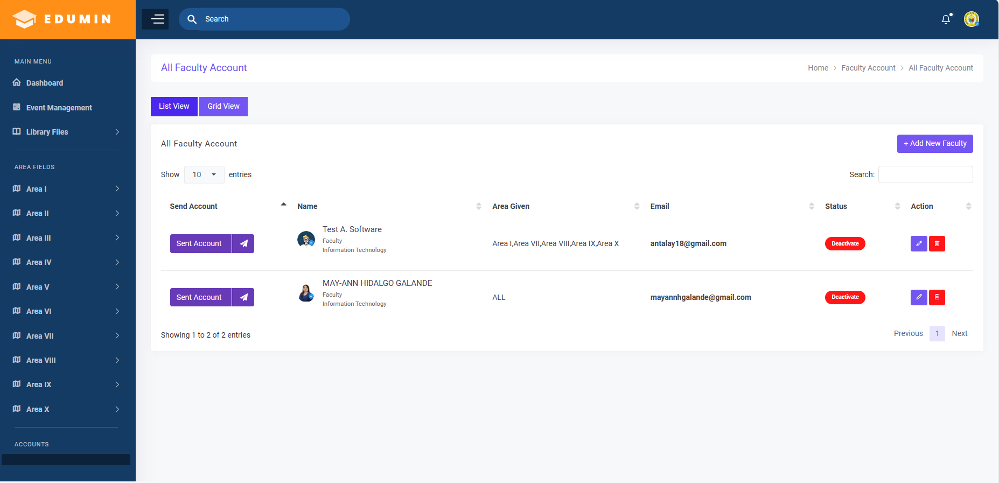 EDUMIN
Search
MAIN MENU
Dashboard
Event Management
Library Files
AREA FIELDS
Area I
Area II
Area III
Area IV
Area V
Area VI
Area VII
Area VIII
Area IX
Area X
ACCOUNTS
All Faculty Account
Home > Faculty Account > All Faculty Account
List View
Grid View
All Faculty Account
+ Add New Faculty
Show 10 entries
Search:
Send Account Name Area Given Email Status Action
Test A. Software
Faculty
Sent Account Area I,Area VII,Area VIII,Area IX,Area X antalay18@gmail.com Deactivate
Information Technology
MAY-ANN HIDALGO GALANDE
Faculty
Sent Account ALL mayannhgalande@gmail.com Deactivate
Information Technology
Showing 1 to 2 of 2 entries
Previous 1 Next